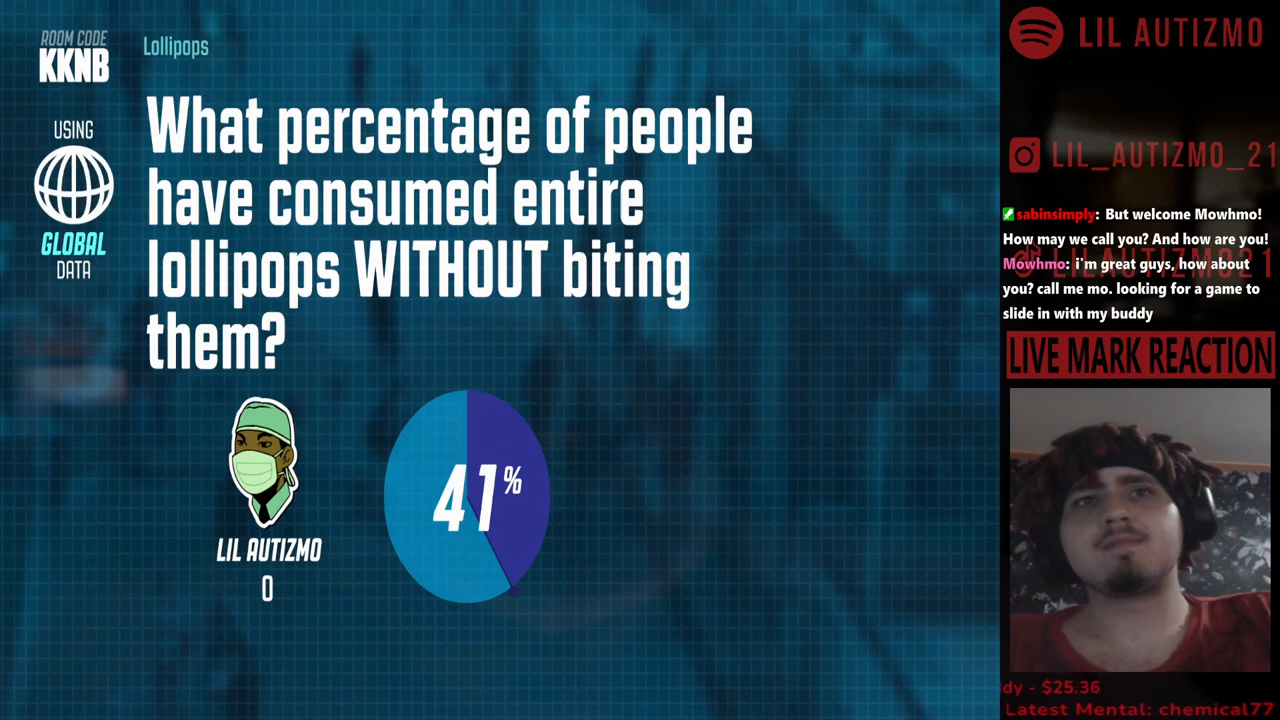 ROOM CODE
KKNB
Lollipops
USING
GLOBAL
DATA
What percentage of people
have consumed entire
lollipops WITHOUT biting
them?
41%
LIL AUTIZMO
0
LIL AUTIZMO
LIL_AUTIZMO_21
LILAUTIZMO21
sabinsimply: But welcome Mowhmo!
How may we call you? And how are you!
Mowhmo: i'm great guys, how about
you? call me mo. looking for a game to
slide in with my buddy
LIVE MARK REACTION
dy - $25.36
Latest Mental: chemical77